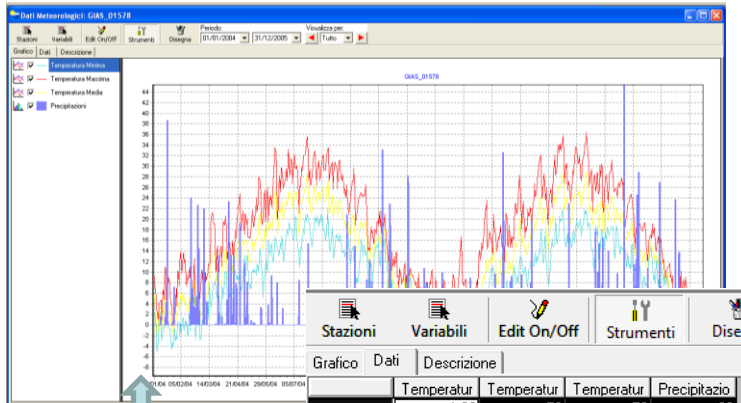 Dati Meteorologici: GIAS_01578
Stazioni Variabili Edit On/Off Strumenti Disegna
Periodo:
01/01/2004 31/12/2005
Visualizza per:
Tutto
Grafico Dati Descrizione
Temperatura Minima
Temperatura Massima
Temperatura Media
Precipitazioni
GIAS_01578
44
42
40
38
36
34
32
30
28
26
24
22
20
18
16
14
12
10
8
6
4
2
0
-2
-4
-6
-8
01/04 05/02/04 14/03/04 21/04/04 29/05/04
Stazioni Variabili Edit On/Off Strumenti Dise
Grafico Dati Descrizione
Temperatur Temperatur Temperatur Precipitazio